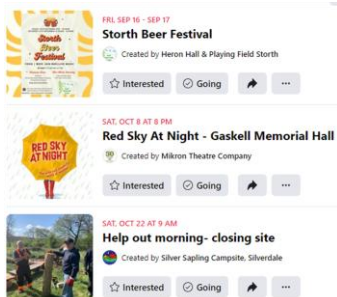 FRI, SEP 16 - SEP 17
Storth Beer Festival
Created by Heron Hall & Playing Field Storth
Interested
Going
Storth
Beer
Festival
SAT, OCT 8 AT 8 PM
Red Sky At Night - Gaskell Memorial Hall
Created by Mikron Theatre Company
Interested
Going
RED SKY
AT NIGHT
SAT, OCT 22 AT 9 AM
Help out morning- closing site
Created by Silver Sapling Campsite, Silverdale
Interested
Going